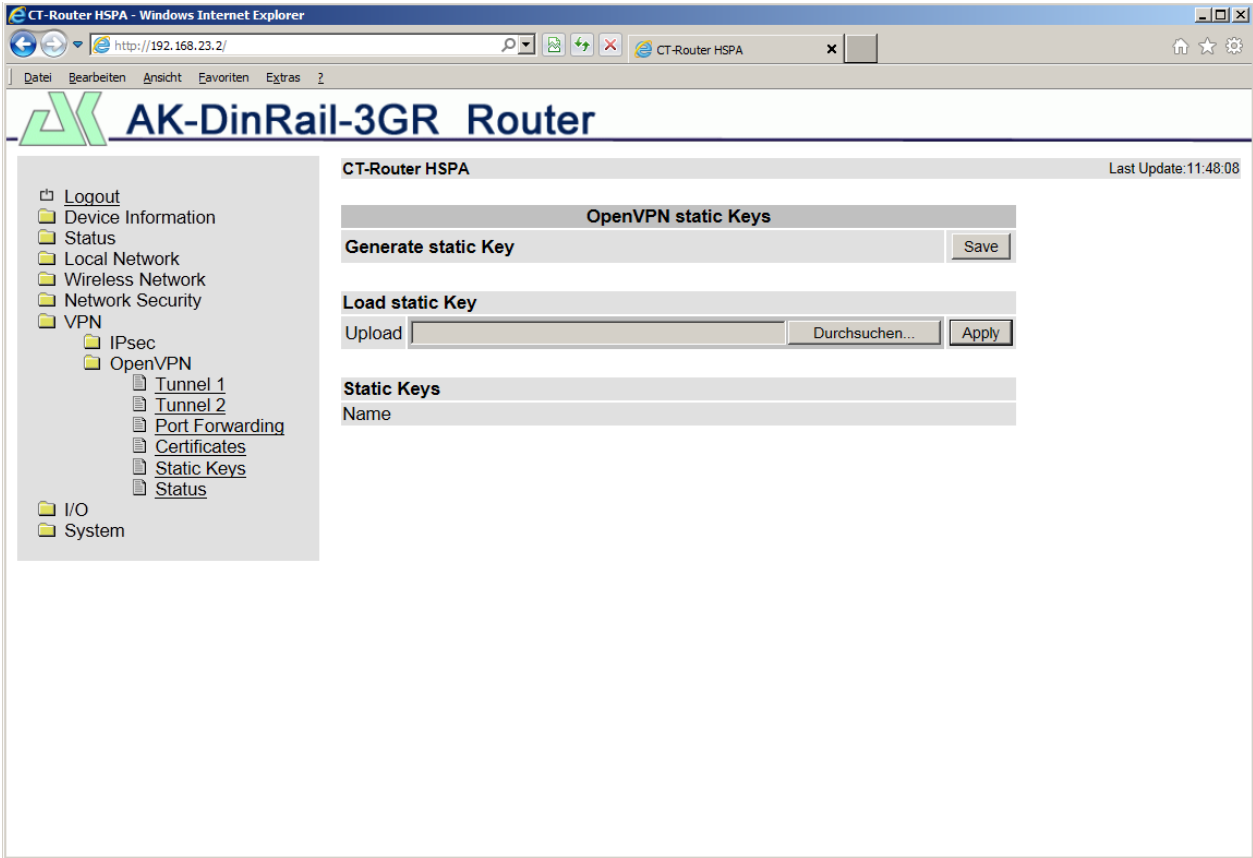 CT-Router HSPA - Windows Internet Explorer
http://192.168.23.2/
CT-Router HSPA
Datei Bearbeiten Ansicht Favoriten Extras ?
AK-DinRail-3GR Router
CT-Router HSPA Last Update:11:48:08
Logout
Device Information
Status
Local Network
Wireless Network
Network Security
VPN
IPsec
OpenVPN
Tunnel 1
Tunnel 2
Port Forwarding
Certificates
Static Keys
Status
I/O
System
OpenVPN static Keys
Generate static Key Save
Load static Key
Upload Durchsuchen... Apply
Static Keys
Name